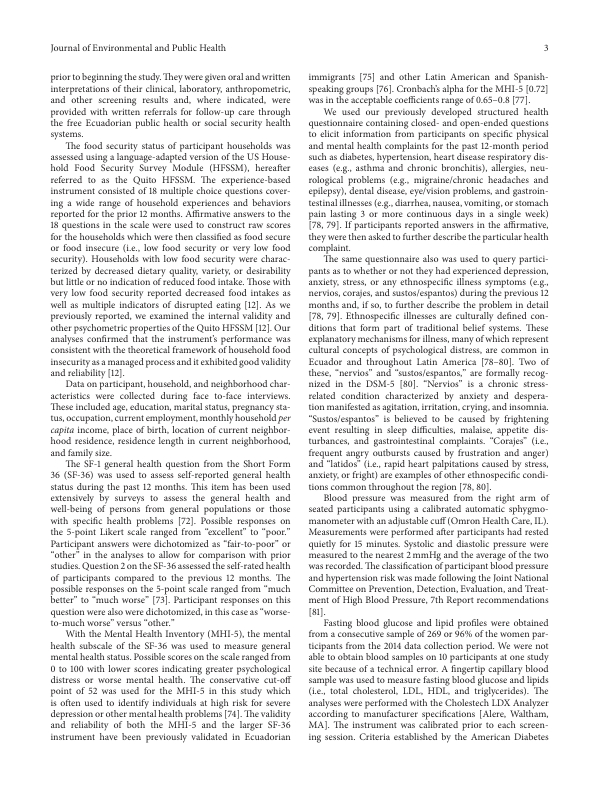 Journal of Environmental and Public Health
3
prior to beginning the study. They were given oral and written
interpretations of their clinical, laboratory, anthropometric,
and other screening results and, where indicated, were
provided with written referrals for follow-up care through
the free Ecuadorian public health or social security health
systems.
The food security status of participant households was
assessed using a language-adapted version of the US House-
hold Food Security Survey Module (HFSSM), hereafter
referred to as the Quito HFSSM. The experience-based
instrument consisted of 18 multiple choice questions cover-
ing a wide range of household experiences and behaviors
reported for the prior 12 months. Affirmative answers to the
18 questions in the scale were used to construct raw scores
for the households which were then classified as food secure
or food insecure (i.e., low food security or very low food
security). Households with low food security were charac-
terized by decreased dietary quality, variety, or desirability
but little or no indication of reduced food intake. Those with
very low food security reported decreased food intakes as
well as multiple indicators of disrupted eating [12]. As we
previously reported, we examined the internal validity and
other psychometric properties of the Quito HFSSM [12]. Our
analyses confirmed that the instrument's performance was
consistent with the theoretical framework of household food
insecurity as a managed process and it exhibited good validity
and reliability [12].
Data on participant, household, and neighborhood char-
acteristics were collected during face-to-face interviews.
These included age, education, marital status, pregnancy sta-
tus, occupation, current employment, monthly household per
capita income, place of birth, location of current neighbor-
hood residence, residence length in current neighborhood,
and family size.
The SF-1 general health question from the Short Form
36 (SF-36) was used to assess self-reported general health
status during the past 12 months. This item has been used
extensively by surveys to assess the general health and
well-being of persons from general populations or those
with specific health problems [72]. Possible responses on
the 5-point Likert scale ranged from “excellent” to “poor.”
Participant answers were dichotomized as “fair-to-poor” or
“other” in the analyses to allow for comparison with prior
studies. Question 2 on the SF-36 assessed the self-rated health
of participants compared to the previous 12 months. The
possible responses on the 5-point scale ranged from “much
better” to “much worse” [73]. Participant responses on this
question were also were dichotomized, in this case as “worse-
to-much worse” versus “other.”
With the Mental Health Inventory (MHI-5), the mental
health subscale of the SF-36 was used to measure general
mental health status. Possible scores on the scale ranged from
0 to 100 with lower scores indicating greater psychological
distress or worse mental health. The conservative cut-off
point of 52 was used for the MHI-5 in this study which
is often used to identify individuals at high risk for severe
depression or other mental health problems [74]. The validity
and reliability of both the MHI-5 and the larger SF-36
instrument have been previously validated in Ecuadorian
immigrants [75] and other Latin American and Spanish-
speaking groups [76]. Cronbach's alpha for the MHI-5 [0.72]
was in the acceptable coefficients range of 0.65–0.8 [77].
We used our previously developed structured health
questionnaire containing closed- and open-ended questions
to elicit information from participants on specific physical
and mental health complaints for the past 12-month period
such as diabetes, hypertension, heart disease respiratory dis-
eases (e.g., asthma and chronic bronchitis), allergies, neu-
rological problems (e.g., migraine/chronic headaches and
epilepsy), dental disease, eye/vision problems, and gastroin-
testinal illnesses (e.g., diarrhea, nausea, vomiting, or stomach
pain lasting 3 or more continuous days in a single week)
[78, 79]. If participants reported answers in the affirmative,
they were then asked to further describe the particular health
complaint.
The same questionnaire also was used to query partici-
pants as to whether or not they had experienced depression,
anxiety, stress, or any ethnospecific illness symptoms (e.g.,
nervios, corajes, and sustos/espantos) during the previous 12
months and, if so, to further describe the problem in detail
[78, 79]. Ethnospecific illnesses are culturally defined con-
ditions that form part of traditional belief systems. These
explanatory mechanisms for illness, many of which represent
cultural concepts of psychological distress, are common in
Ecuador and throughout Latin America [78–80]. Two of
these, “nervios” and “sustos/espantos,” are formally recog-
nized in the DSM-5 [80]. “Nervios” is a chronic stress-
related condition characterized by anxiety and despera-
tion manifested as agitation, irritation, crying, and insomnia.
“Sustos/espantos” is believed to be caused by frightening
event resulting in sleep difficulties, malaise, appetite dis-
turbances, and gastrointestinal complaints. “Corajes” (i.e.,
frequent angry outbursts caused by frustration and anger)
and “latidos” (i.e., rapid heart palpitations caused by stress,
anxiety, or fright) are examples of other ethnospecific condi-
tions common throughout the region [78, 80].
Blood pressure was measured from the right arm of
seated participants using a calibrated automatic sphygmo-
manometer with an adjustable cuff (Omron Health Care, IL).
Measurements were performed after participants had rested
quietly for 15 minutes. Systolic and diastolic pressure were
measured to the nearest 2 mmHg and the average of the two
was recorded. The classification of participant blood pressure
and hypertension risk was made following the Joint National
Committee on Prevention, Detection, Evaluation, and Treat-
ment of High Blood Pressure, 7th Report recommendations
[81].
Fasting blood glucose and lipid profiles were obtained
from a consecutive sample of 269 or 96% of the women par-
ticipants from the 2014 data collection period. We were not
able to obtain blood samples on 10 participants at one study
site because of a technical error. A fingertip capillary blood
sample was used to measure fasting blood glucose and lipids
(i.e., total cholesterol, LDL, HDL, and triglycerides). The
analyses were performed with the Cholestech LDX Analyzer
according to manufacturer specifications [Alere, Waltham,
MA]. The instrument was calibrated prior to each screen-
ing session. Criteria established by the American Diabetes